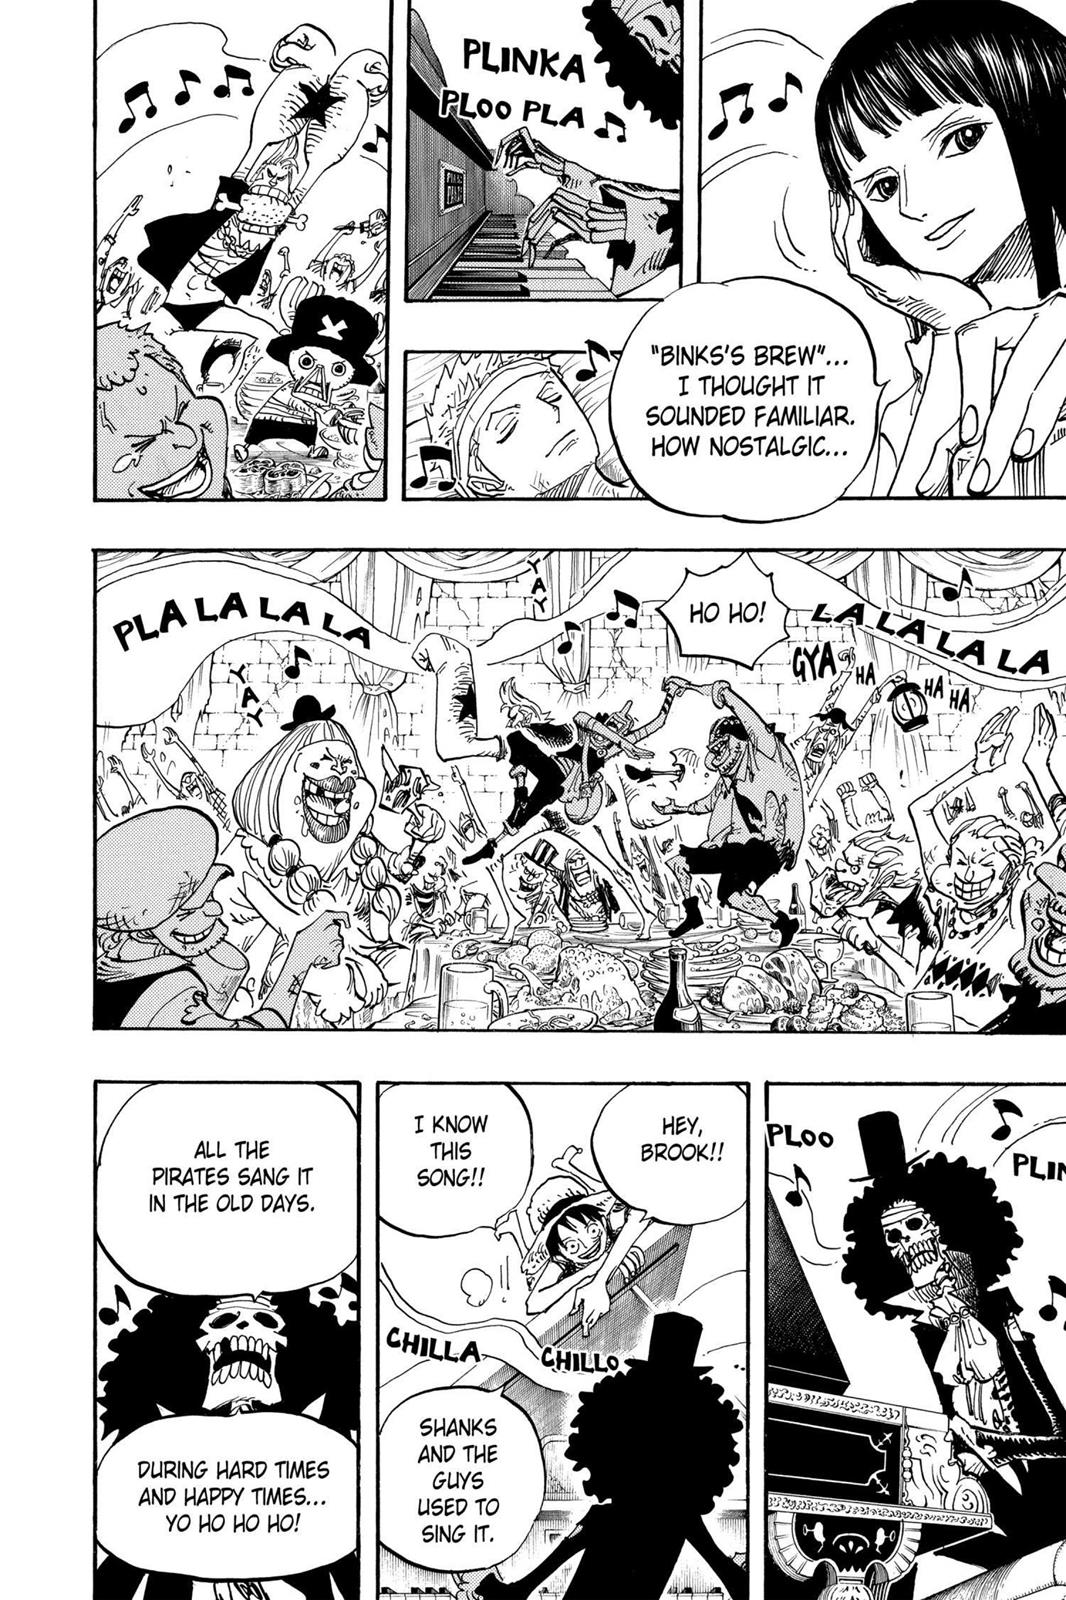 "BINKS'S BREW"...
I THOUGHT IT
SOUNDED FAMILIAR.
HOW NOSTALGIC...
PLINKA
PLOO PLA
LA LA LA LA
GYA
HA
HA HA
HO HO!
YAY
YAY
PLA LA LA LA
PLOO
PLIN
HEY,
BROOK!!
I KNOW
THIS
SONG!!
CHILLA
CHILLO
SHANKS
AND THE
GUYS
USED TO
SING IT.
ALL THE
PIRATES SANG IT
IN THE OLD DAYS.
DURING HARD TIMES
AND HAPPY TIMES...
YO HO HO HO!